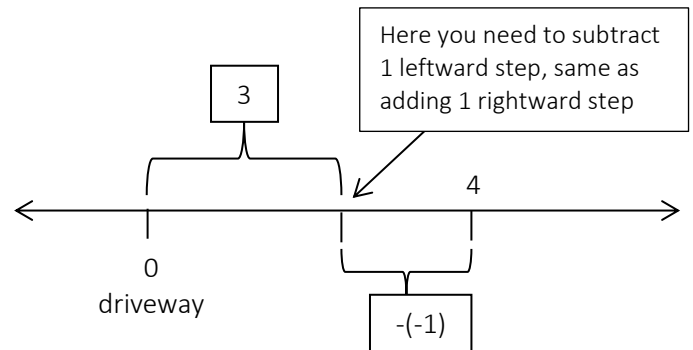 Here you need to subtract
1 leftward step, same as
adding 1 rightward step
3
4
0
driveway
-(-1)